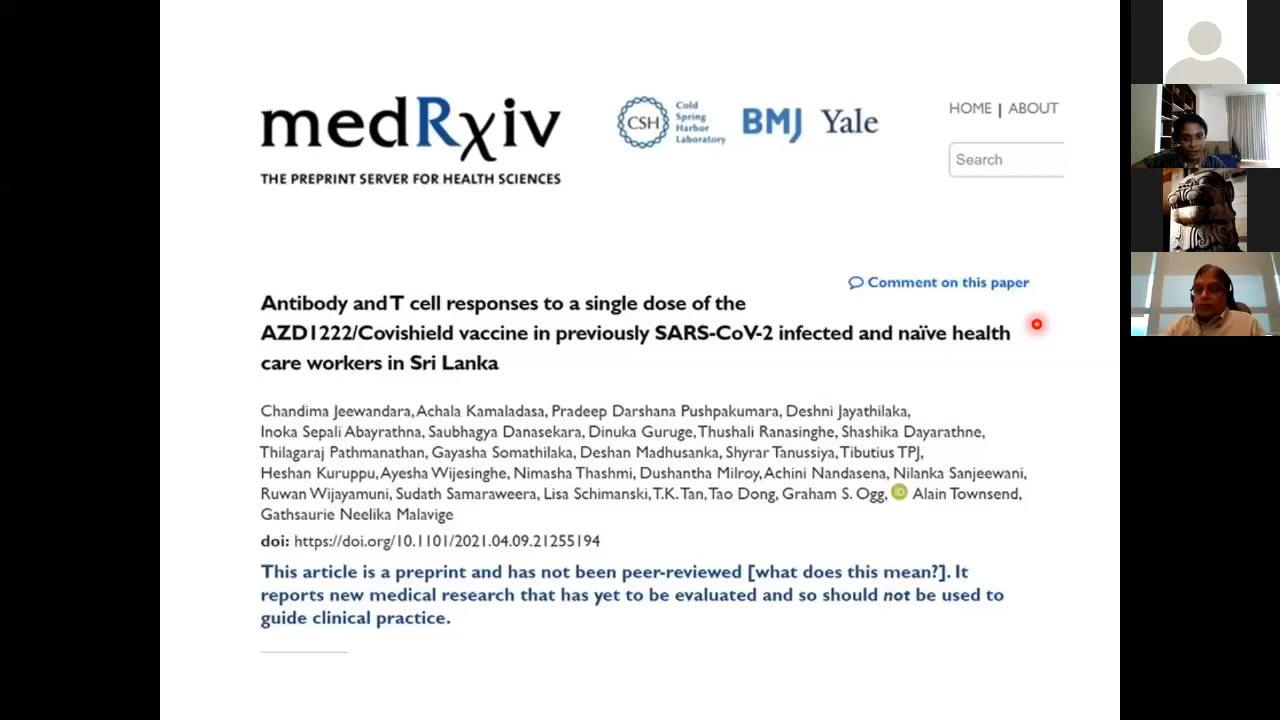 medRxiv
THE PREPRINT SERVER FOR HEALTH SCIENCES
CSH
Cold
Spring
Harbor
Laboratory
BMJ
Yale
HOME | ABOUT
Search
Comment on this paper
Antibody and T cell responses to a single dose of the
AZD1222/Covishield vaccine in previously SARS-CoV-2 infected and naïve health
care workers in Sri Lanka
Chandima Jeewandara, Achala Kamaladasa, Pradeep Darshana Pushpakumara, Deshni Jayathilaka,
Inoka Sepali Abayrathna, Saubhagya Danasekara, Dinuka Guruge, Thushali Ranasinghe, Shashika Dayarathne,
Thilagaraj Pathmanathan, Gayasha Somathilaka, Deshan Madhusanka, Shyrar Tanussiya, Tibutius TPJ,
Heshan Kuruppu, Ayesha Wijesinghe, Nimasha Thashmi, Dushantha Milroy, Achini Nandasena, Nilanka Sanjeewani,
Ruwan Wijayamuni, Sudath Samaraweera, Lisa Schimanski, T.K. Tan, Tao Dong, Graham S. Ogg, iD Alain Townsend,
Gathsaurie Neelika Malavige
doi: https://doi.org/10.1101/2021.04.09.21255194
This article is a preprint and has not been peer-reviewed [what does this mean?]. It
reports new medical research that has yet to be evaluated and so should not be used to
guide clinical practice.